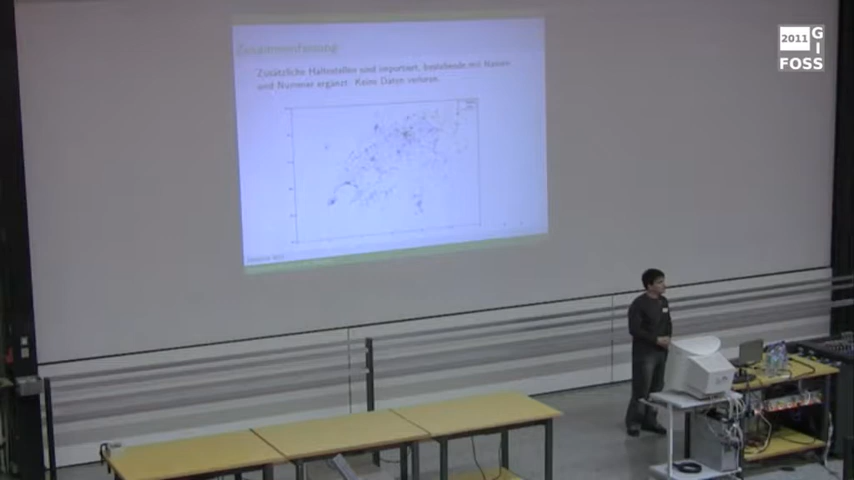 Zusammenfassung
Zusätzliche Haltestellen sind importiert, bestehende mit Namen
und Nummer ergänzt. Keine Daten verloren.
2011 G
I
FOSS